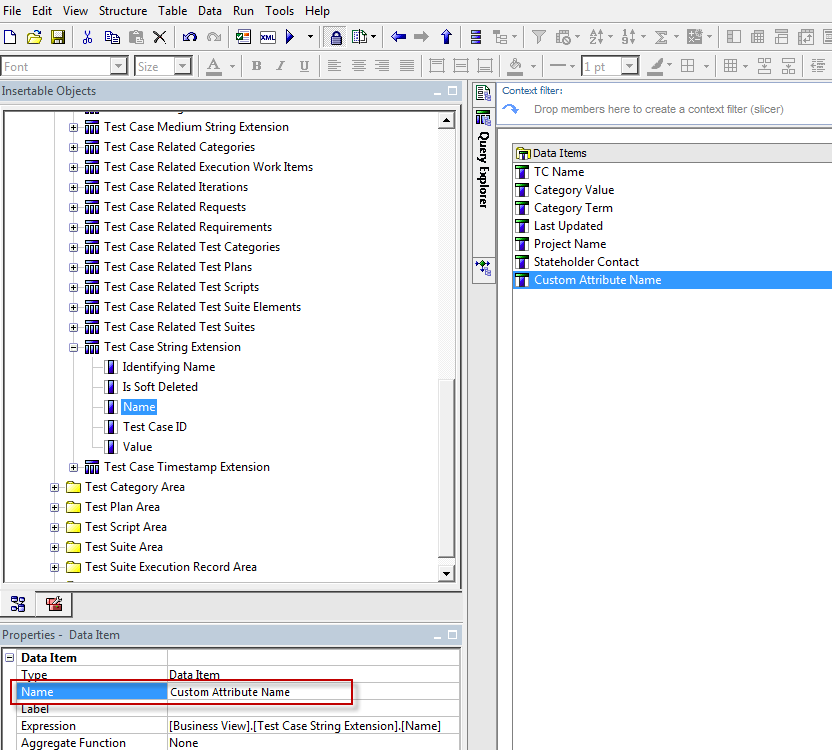 File Edit View Structure Table Data Run Tools Help
XML
Font Size A B I U 1 pt
Insertable Objects
Test Case Medium String Extension
Test Case Related Categories
Test Case Related Execution Work Items
Test Case Related Iterations
Test Case Related Requests
Test Case Related Requirements
Test Case Related Test Categories
Test Case Related Test Plans
Test Case Related Test Scripts
Test Case Related Test Suite Elements
Test Case Related Test Suites
Test Case String Extension
Identifying Name
Is Soft Deleted
Name
Test Case ID
Value
Test Case Timestamp Extension
Test Category Area
Test Plan Area
Test Script Area
Test Suite Area
Test Suite Execution Record Area
Query Explorer
Context filter:
Drop members here to create a context filter (slicer)
Data Items
TC Name
Category Value
Category Term
Last Updated
Project Name
Stateholder Contact
Custom Attribute Name
Properties - Data Item
Data Item
Type Data Item
Name Custom Attribute Name
Label
Expression [Business View].[Test Case String Extension].[Name]
Aggregate Function None